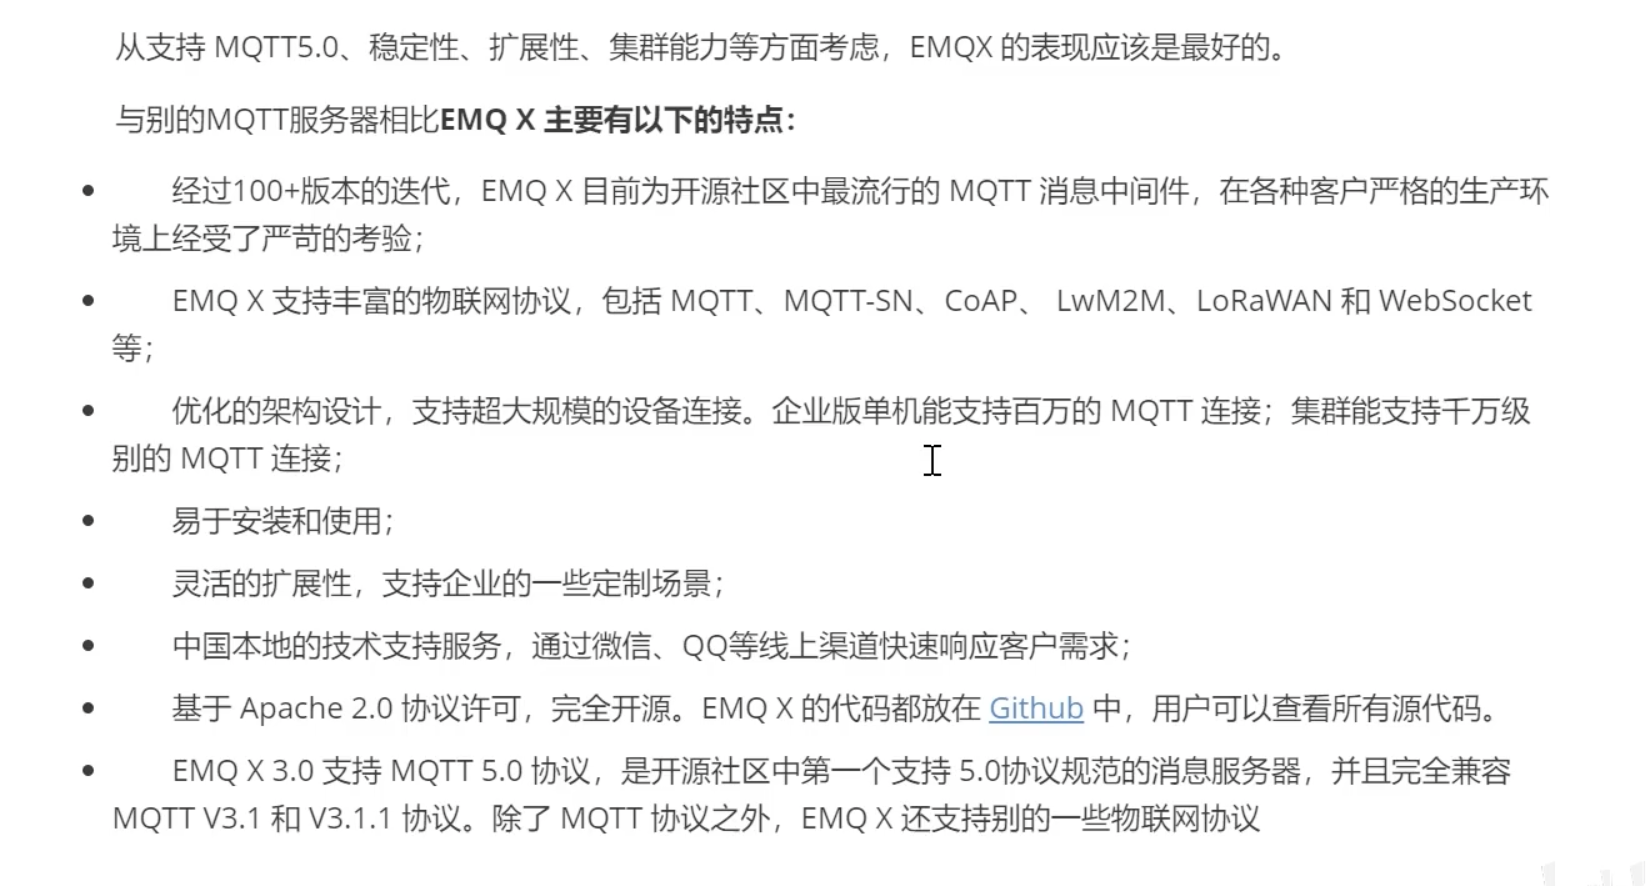 从支持 MQTT5.0、稳定性、扩展性、集群能力等方面考虑，EMQX 的表现应该是最好的。
与别的MQTT服务器相比EMQ X 主要有以下的特点：
经过100+版本的迭代，EMQ X 目前为开源社区中最流行的 MQTT 消息中间件，在各种客户严格的生产环
境上经受了严苛的考验；
EMQ X 支持丰富的物联网协议，包括 MQTT、MQTT-SN、CoAP、 LwM2M、LoRaWAN 和 WebSocket
等；
优化的架构设计，支持超大规模的设备连接。企业版单机能支持百万的 MQTT 连接；集群能支持千万级
别的 MQTT 连接；
易于安装和使用；
灵活的扩展性，支持企业的一些定制场景；
中国本地的技术支持服务，通过微信、QQ等线上渠道快速响应客户需求；
基于 Apache 2.0 协议许可，完全开源。EMQ X 的代码都放在 Github 中，用户可以查看所有源代码。
EMQ X 3.0 支持 MQTT 5.0 协议，是开源社区中第一个支持 5.0协议规范的消息服务器，并且完全兼容
MQTT V3.1 和 V3.1.1 协议。除了 MQTT 协议之外，EMQ X 还支持别的一些物联网协议